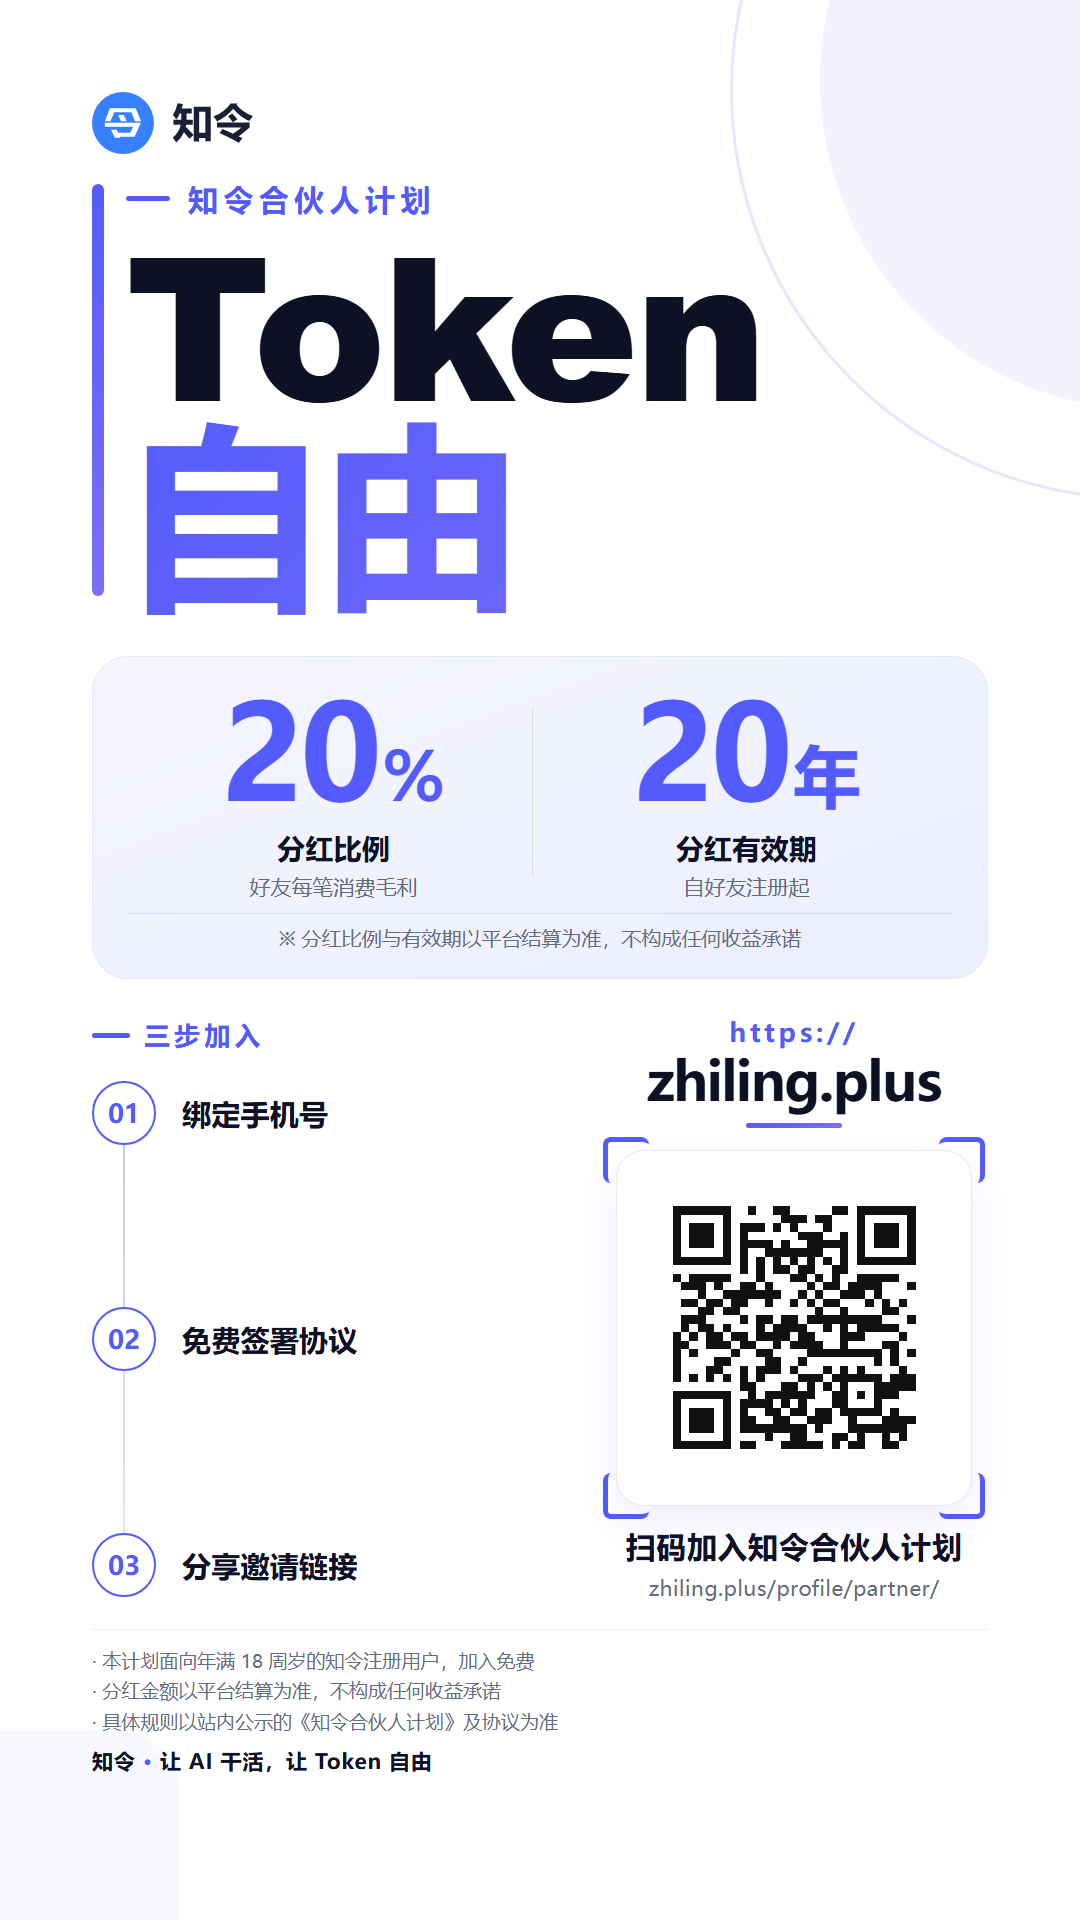 知令
知令合伙人计划
Token
自由
20%
分红比例
好友每笔消费毛利
20年
分红有效期
自好友注册起
※ 分红比例与有效期以平台结算为准，不构成任何收益承诺
三步加入
01 绑定手机号
02 免费签署协议
03 分享邀请链接
https://
zhiling.plus
扫码加入知令合伙人计划
zhiling.plus/profile/partner/
· 本计划面向年满 18 周岁的知令注册用户，加入免费
· 分红金额以平台结算为准，不构成任何收益承诺
· 具体规则以站内公示的《知令合伙人计划》及协议为准
知令 • 让 AI 干活，让 Token 自由